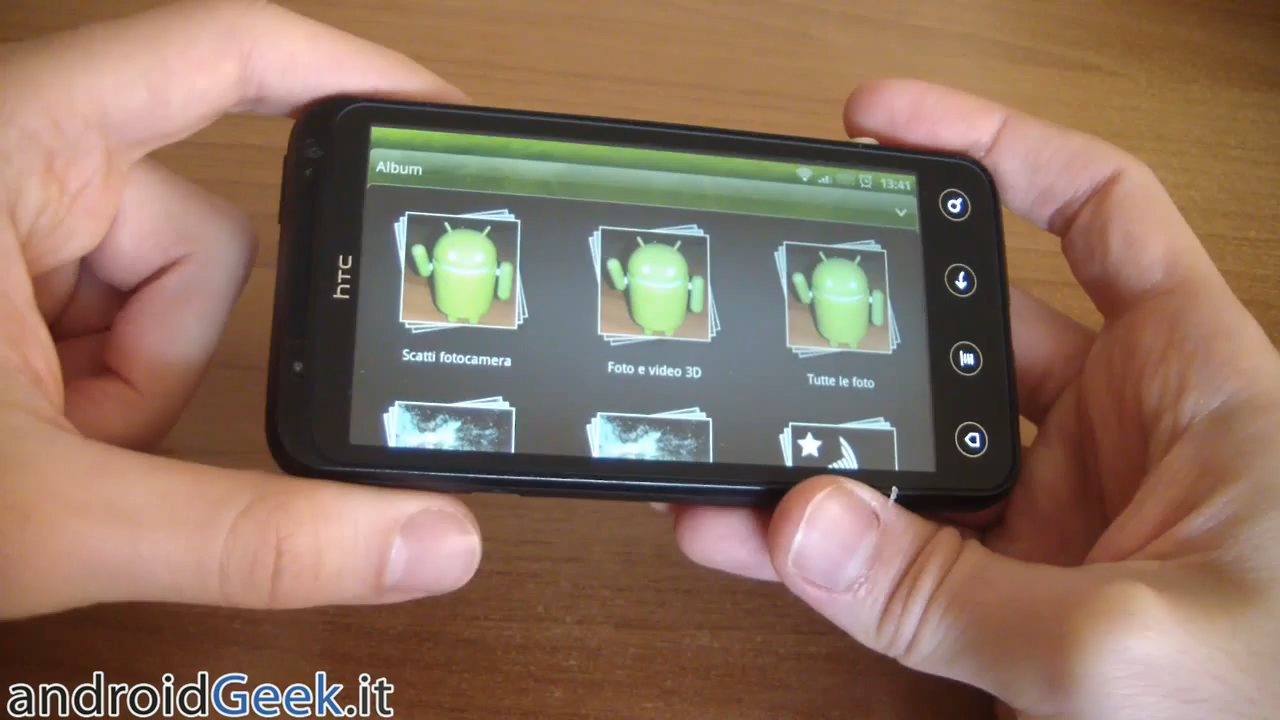 Album
13:41
hTC
Scatti fotocamera
Foto e video 3D
Tutte le foto
androidGeek.it